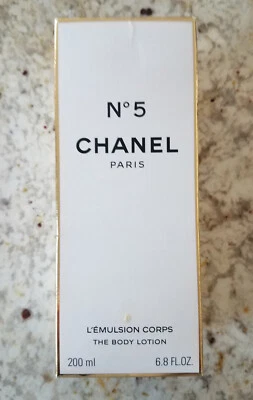 N°5
CHANEL
PARIS
L'ÉMULSION CORPS
THE BODY LOTION
200 ml 6.8 FL.OZ.